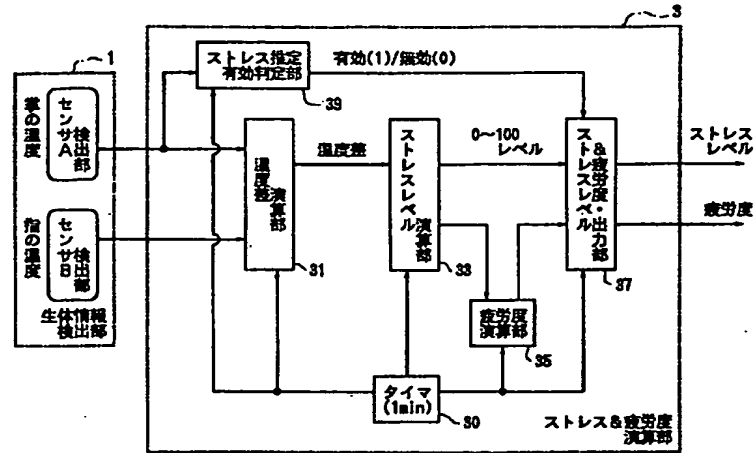 3
1
ストレス推定
有効判定部
39
有効(1)/無効(0)
掌の温度
センサA
検出部
指の温度
センサB
検出部
生体情報
検出部
温度差
演算部
31
温度差
ストレスレベル
演算部
33
0～100
レベル
ストレスレベル
&疲労度・出力部
37
ストレス
レベル
疲労度
疲労度
演算部
35
タイマ
(1min)
30
ストレス&疲労度
演算部